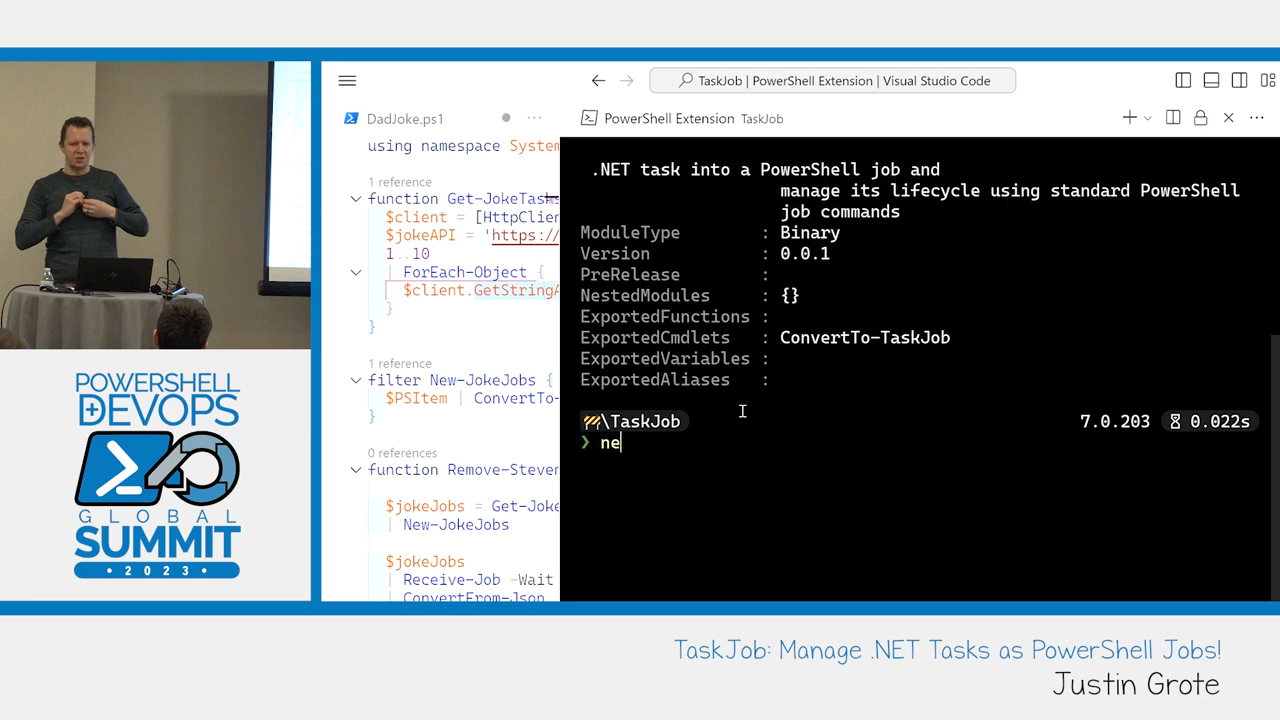 TaskJob | PowerShell Extension | Visual Studio Code
DadJoke.ps1
using namespace System
1 reference
function Get-JokeTasks
$client = [HttpClien
$jokeAPI = 'https://
1..10
| ForEach-Object {
$client.GetStringA
}
}
1 reference
filter New-JokeJobs {
$PSItem | ConvertTo-
}
0 references
function Remove-Steven
$jokeJobs = Get-Joke
| New-JokeJobs
$jokeJobs
| Receive-Job -Wait
| ConvertFrom-Json
PowerShell Extension TaskJob
.NET task into a PowerShell job and
manage its lifecycle using standard PowerShell
job commands
ModuleType : Binary
Version : 0.0.1
PreRelease :
NestedModules : {}
ExportedFunctions :
ExportedCmdlets : ConvertTo-TaskJob
ExportedVariables :
ExportedAliases :
\TaskJob 7.0.203 0.022s
❯ ne
POWERSHELL
+DEVOPS
GLOBAL
SUMMIT
• 2023 •
TaskJob: Manage .NET Tasks as PowerShell Jobs!
Justin Grote